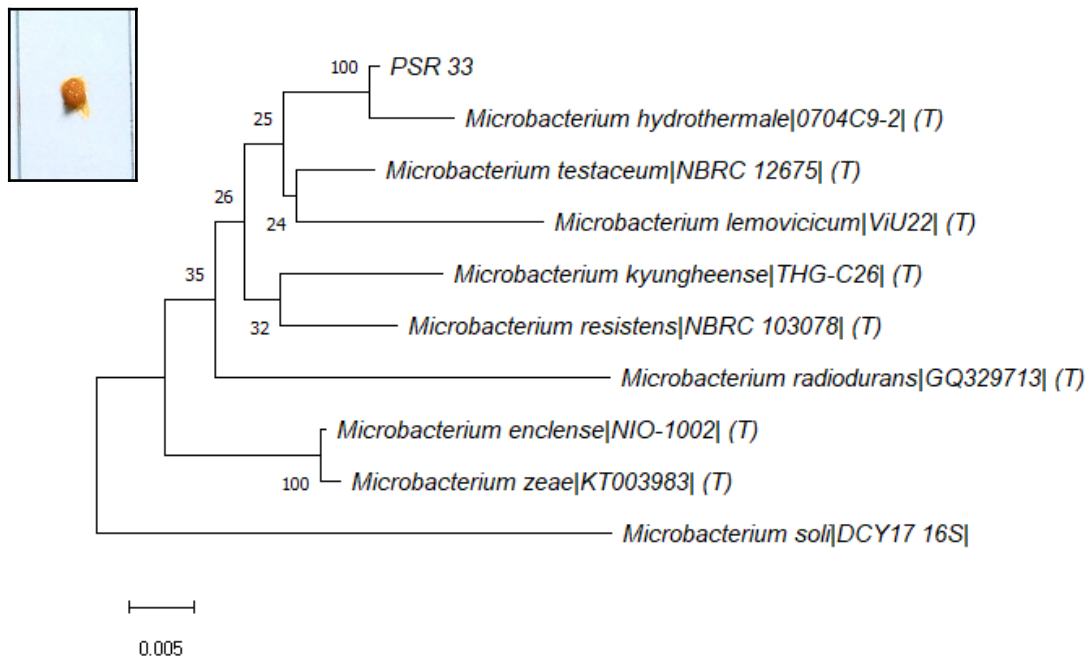 100
PSR 33
Microbacterium hydrothermale|0704C9-2| (T)
25
Microbacterium testaceum|NBRC 12675| (T)
26
24
Microbacterium lemovicicum|ViU22| (T)
35
Microbacterium kyungheense|THG-C26| (T)
32
Microbacterium resistens|NBRC 103078| (T)
Microbacterium radiodurans|GQ329713| (T)
Microbacterium enclense|NIO-1002| (T)
100
Microbacterium zeae|KT003983| (T)
Microbacterium soli|DCY17 16S|
0.005